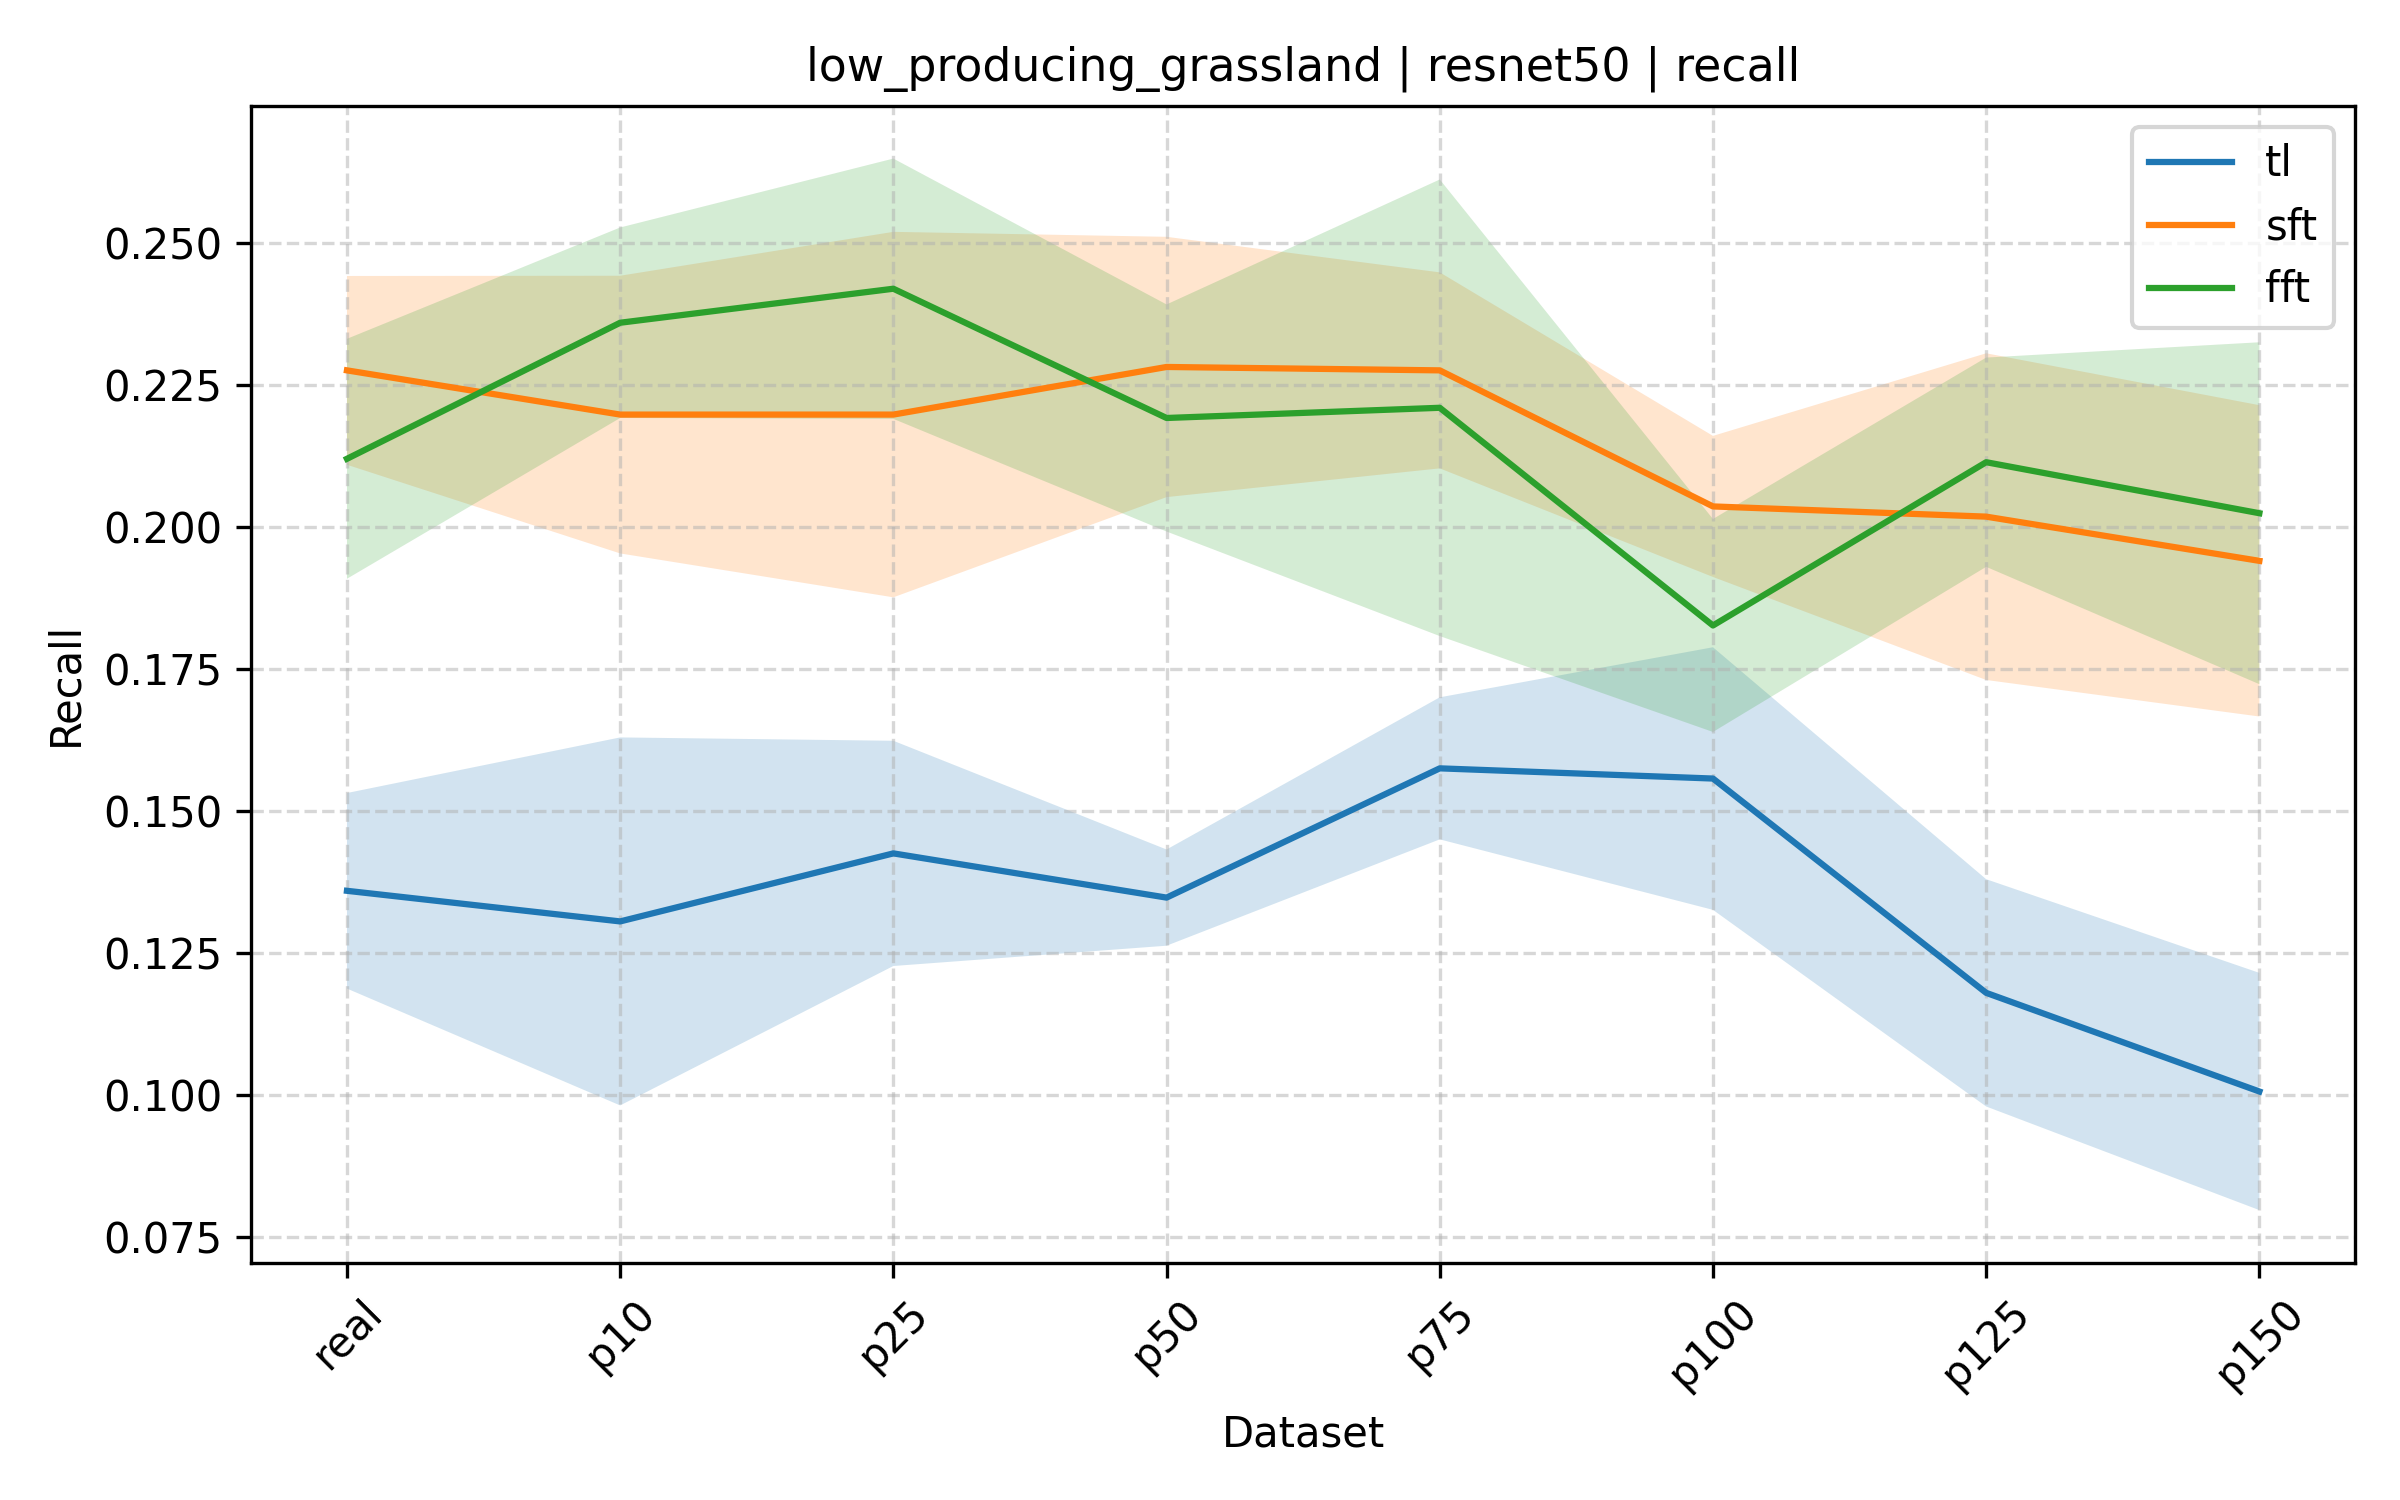 low_producing_grassland | resnet50 | recall
tl
sft
fft
0.250
0.225
0.200
0.175
0.150
0.125
0.100
0.075
Recall
real
p10
p25
p50
p75
p100
p125
p150
Dataset